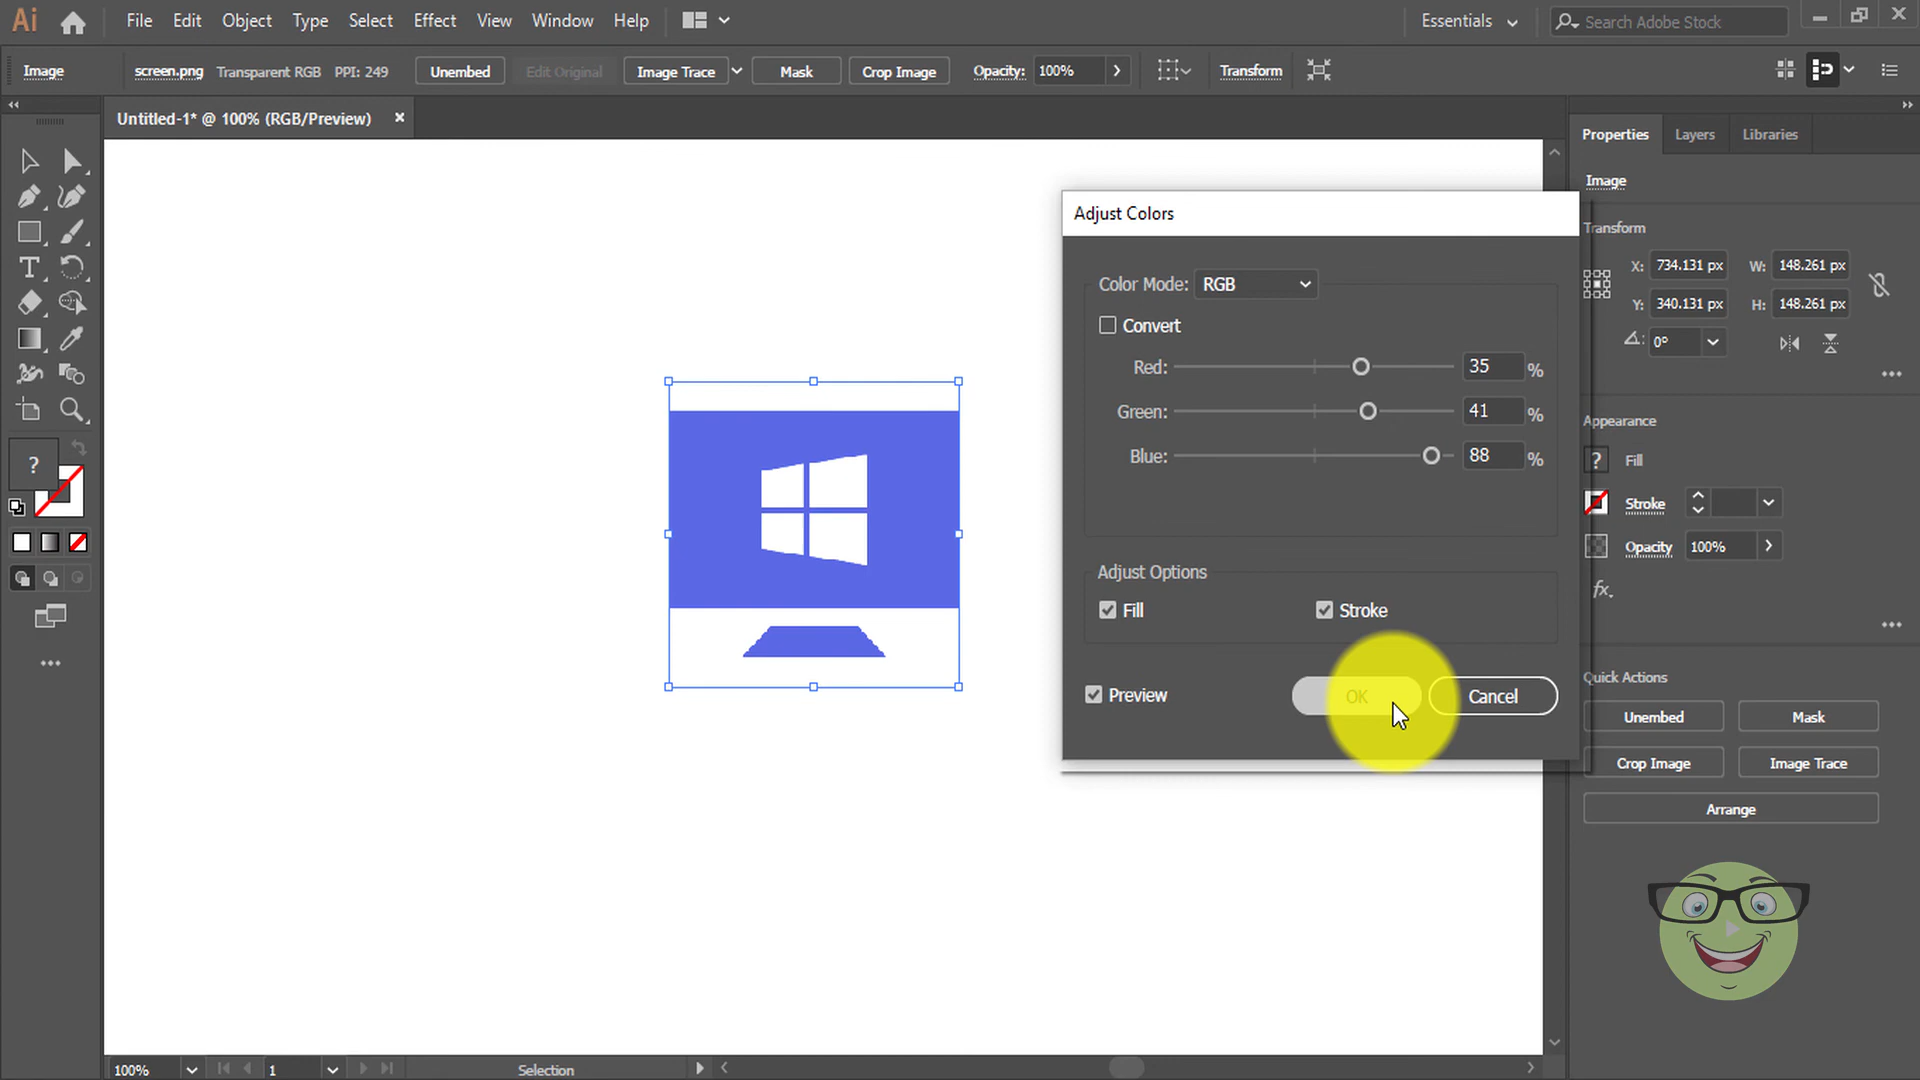 Ai File Edit Object Type Select Effect View Window Help Essentials Search Adobe Stock
Image screen.png Transparent RGB PPI: 249 Unembed Edit Original Image Trace Mask Crop Image Opacity: 100% Transform
Untitled-1* @ 100% (RGB/Preview)
Properties Layers Libraries
Image
Transform
X: 734.131 px W: 148.261 px
Y: 340.131 px H: 148.261 px
0°
Adjust Colors
Color Mode: RGB
Convert
Red: 35 %
Green: 41 %
Blue: 88 %
Adjust Options
Fill Stroke
Preview OK Cancel
T
?
Appearance
? Fill
Stroke
Opacity 100%
fx.
Quick Actions
Unembed Mask
Crop Image Image Trace
Arrange
100% 1 Selection